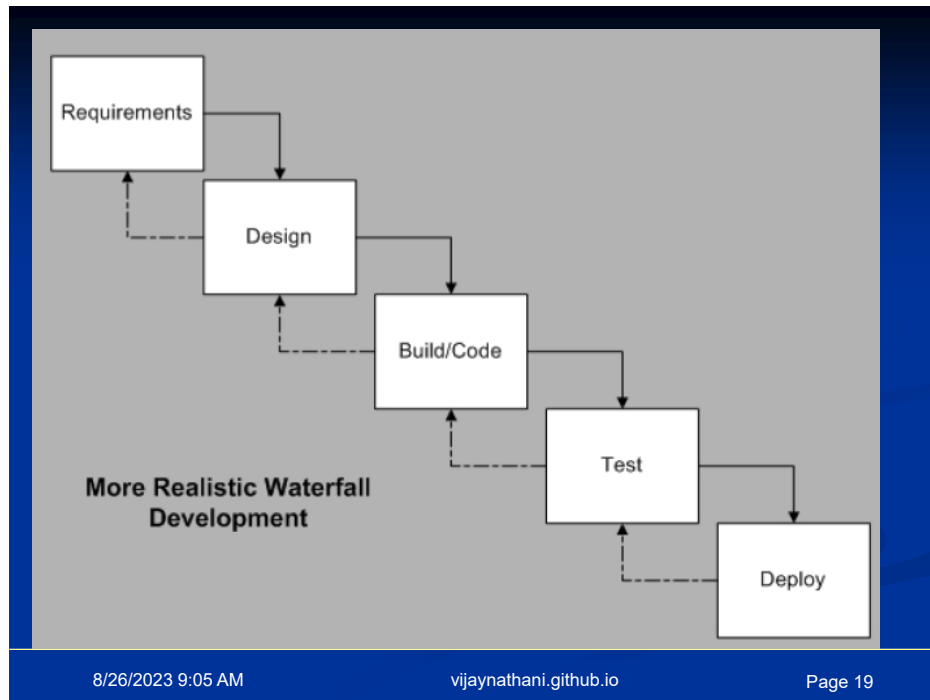 Requirements
Design
Build/Code
Test
Deploy
More Realistic Waterfall
Development
8/26/2023 9:05 AM
vijaynathani.github.io
Page 19